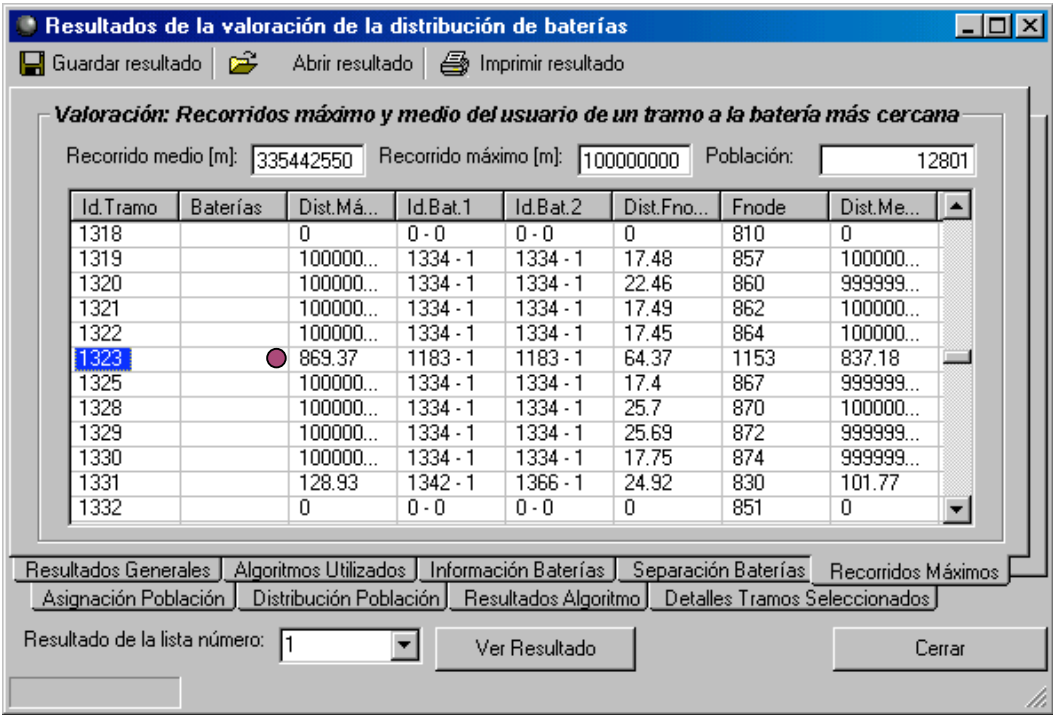 Resultados de la valoración de la distribución de baterías
Guardar resultado Abrir resultado Imprimir resultado
Valoración: Recorridos máximo y medio del usuario de un tramo a la batería más cercana
Recorrido medio [m]: 335442550 Recorrido máximo [m]: 100000000 Población: 12801
Id.Tramo Baterías Dist.Má... Id.Bat.1 Id.Bat.2 Dist.Fno... Fnode Dist.Me...
1318 0 0 - 0 0 - 0 0 810 0
1319 100000... 1334 - 1 1334 - 1 17.48 857 100000...
1320 100000... 1334 - 1 1334 - 1 22.46 860 999999...
1321 100000... 1334 - 1 1334 - 1 17.49 862 100000...
1322 100000... 1334 - 1 1334 - 1 17.45 864 100000...
1323 869.37 1183 - 1 1183 - 1 64.37 1153 837.18
1325 100000... 1334 - 1 1334 - 1 17.4 867 999999...
1328 100000... 1334 - 1 1334 - 1 25.7 870 100000...
1329 100000... 1334 - 1 1334 - 1 25.69 872 999999...
1330 100000... 1334 - 1 1334 - 1 17.75 874 999999...
1331 128.93 1342 - 1 1366 - 1 24.92 830 101.77
1332 0 0 - 0 0 - 0 0 851 0
Resultados Generales Algoritmos Utilizados Información Baterías Separación Baterías Recorridos Máximos
Asignación Población Distribución Población Resultados Algoritmo Detalles Tramos Seleccionados
Resultado de la lista número: 1 Ver Resultado Cerrar